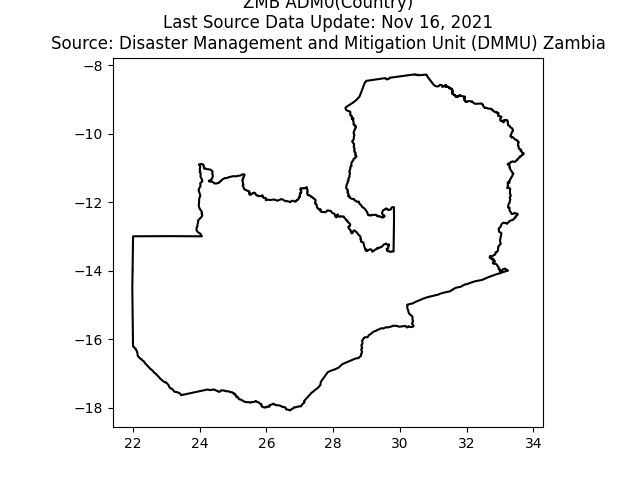 ZMB ADM0(Country)
Last Source Data Update: Nov 16, 2021
Source: Disaster Management and Mitigation Unit (DMMU) Zambia
−8
−10
−12
−14
−16
−18
22 24 26 28 30 32 34